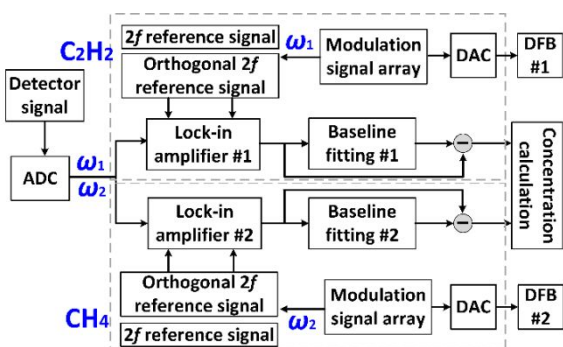 C2H2
2f reference signal
ω1
Modulation
signal array
DAC
DFB
#1
Orthogonal 2f
reference signal
Detector
signal
Lock-in
amplifier #1
Baseline
fitting #1
−
Concentration
calculation
ADC
ω1
ω2
Lock-in
amplifier #2
Baseline
fitting #2
−
Orthogonal 2f
reference signal
CH4
ω2
Modulation
signal array
DAC
DFB
#2
2f reference signal